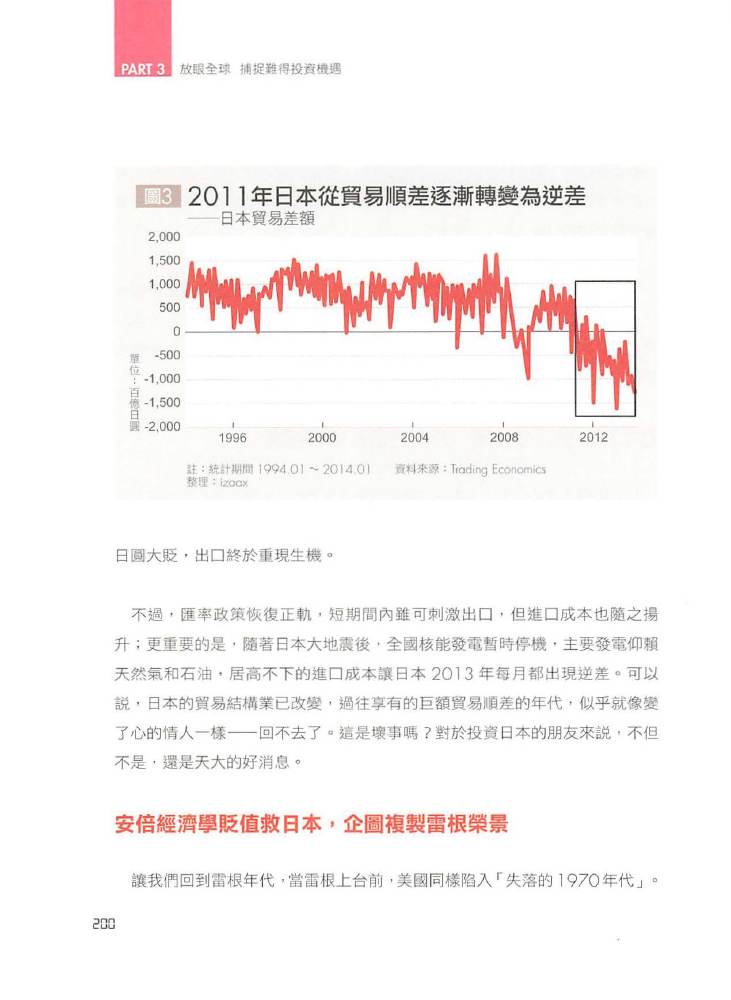 PART 3 放眼全球 捕捉難得投資機遇
圖3 2011年日本從貿易順差逐漸轉變為逆差
——日本貿易差額
2,000
1,500
1,000
500
0
-500
-1,000
-1,500
-2,000
單位：百億日圓
1996 2000 2004 2008 2012
註：統計期間 1994.01 ～ 2014.01 資料來源：Trading Economics
整理：izaax
日圓大貶，出口終於重現生機。
不過，匯率政策恢復正軌，短期間內雖可刺激出口，但進口成本也隨之揚
升；更重要的是，隨著日本大地震後，全國核能發電暫時停機，主要發電仰賴
天然氣和石油，居高不下的進口成本讓日本 2013 年每月都出現逆差。可以
說，日本的貿易結構業已改變，過往享有的巨額貿易順差的年代，似乎就像變
了心的情人一樣——回不去了。這是壞事嗎？對於投資日本的朋友來說，不但
不是，還是天大的好消息。
安倍經濟學貶值救日本，企圖複製雷根榮景
讓我們回到雷根年代，當雷根上台前，美國同樣陷入「失落的 1970 年代」。
200